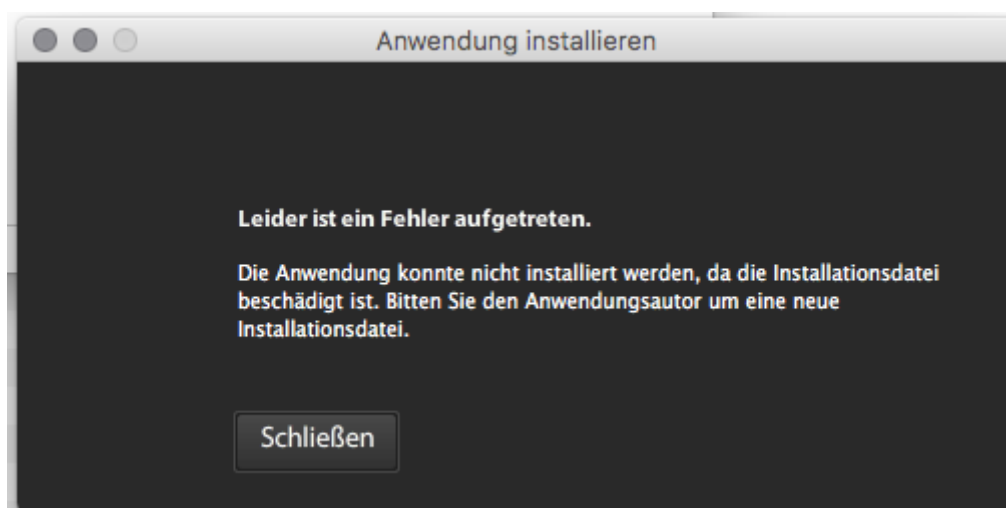 Anwendung installieren
Leider ist ein Fehler aufgetreten.
Die Anwendung konnte nicht installiert werden, da die Installationsdatei
beschädigt ist. Bitten Sie den Anwendungsautor um eine neue
Installationsdatei.
Schließen